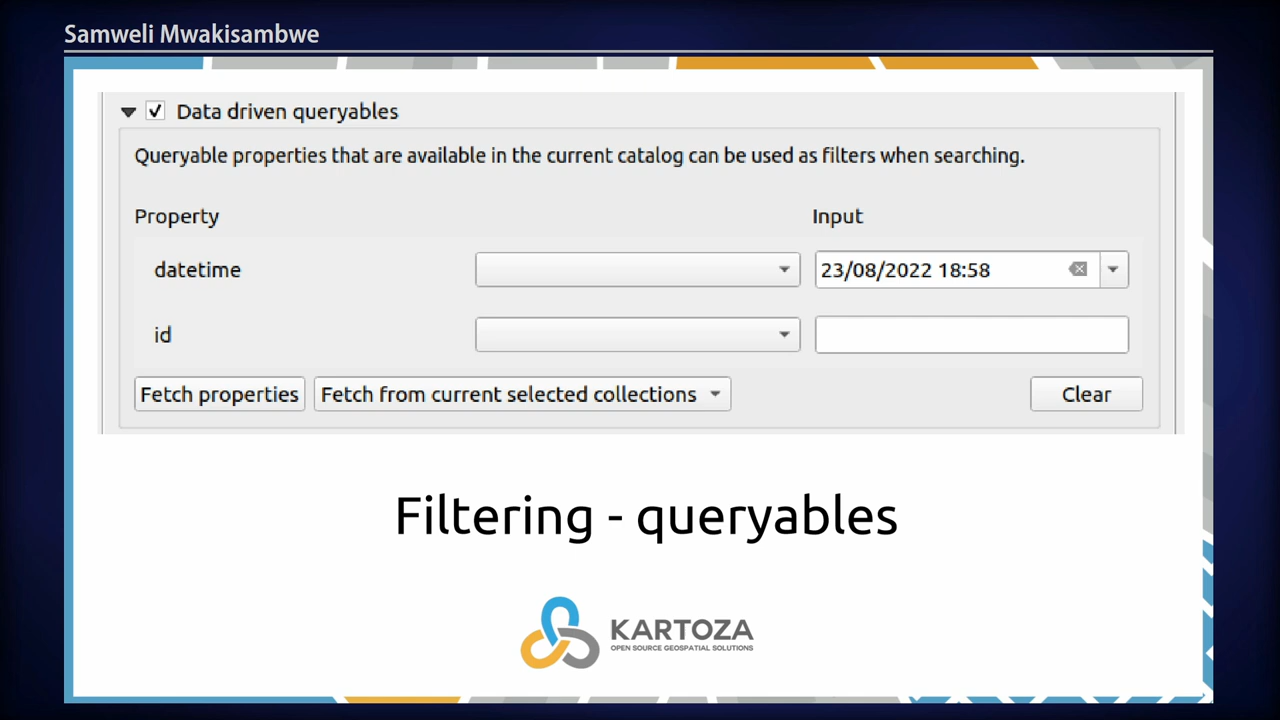 Samweli Mwakisambwe
Data driven queryables
Queryable properties that are available in the current catalog can be used as filters when searching.
Property Input
datetime 23/08/2022 18:58
id
Fetch properties Fetch from current selected collections Clear
Filtering - queryables
KARTOZA
OPEN SOURCE GEOSPATIAL SOLUTIONS